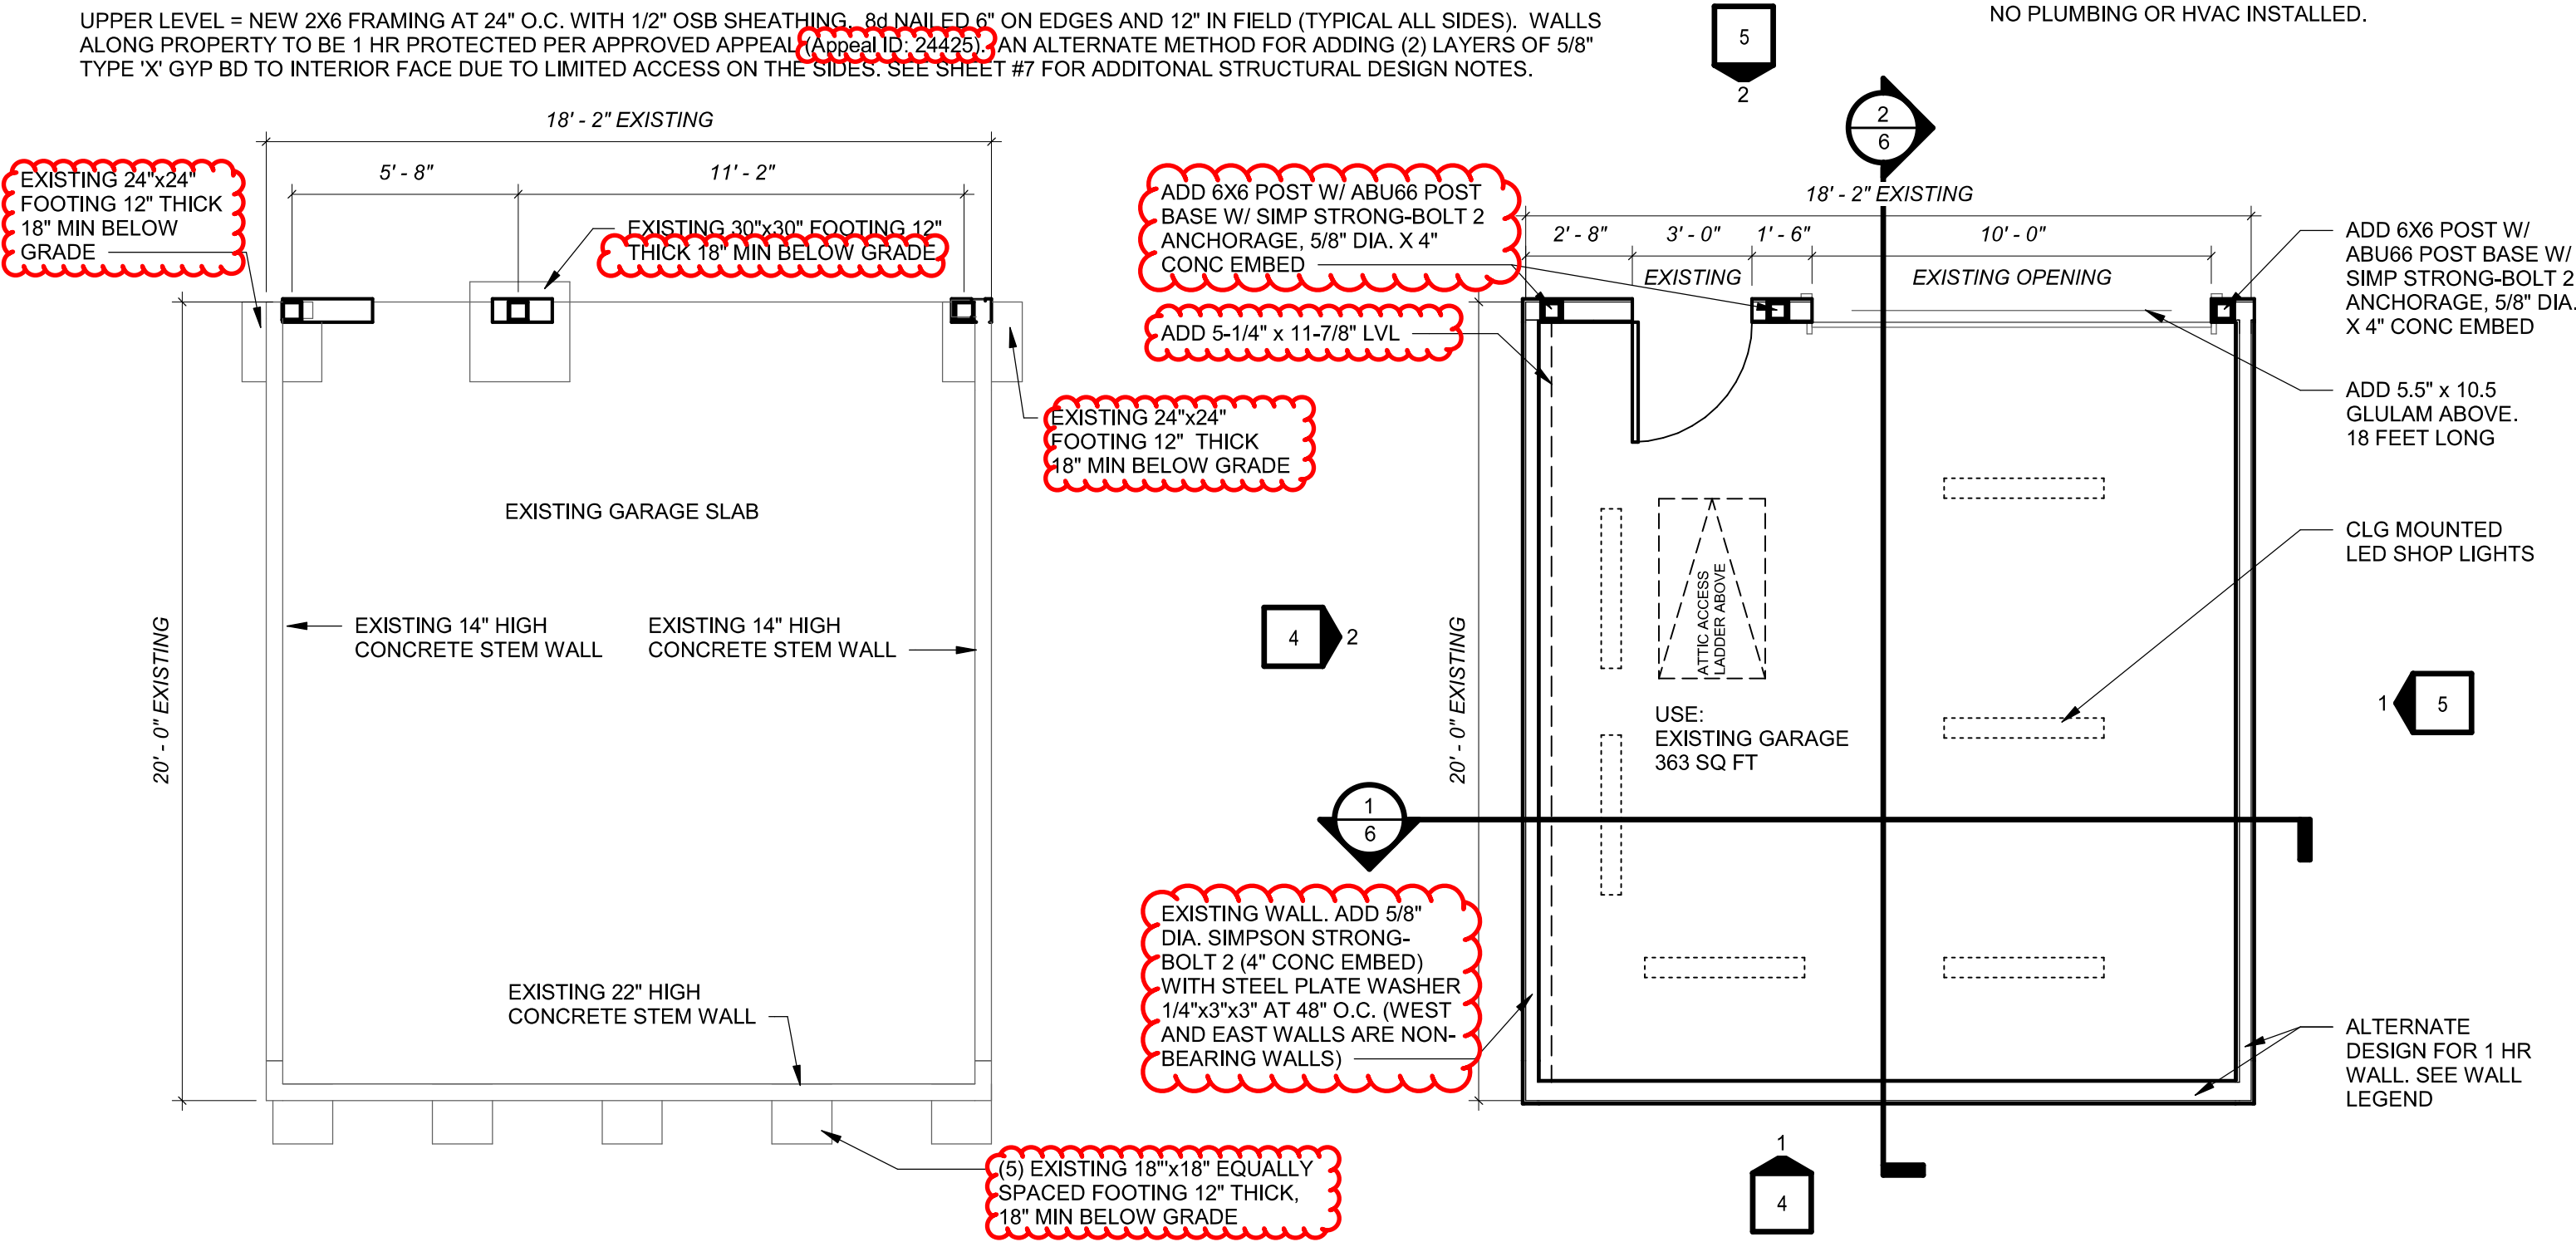 UPPER LEVEL = NEW 2X6 FRAMING AT 24" O.C. WITH 1/2" OSB SHEATHING. 8d NAILED 6" ON EDGES AND 12" IN FIELD (TYPICAL ALL SIDES). WALLS
ALONG PROPERTY TO BE 1 HR PROTECTED PER APPROVED APPEAL (Appeal ID: 24425). AN ALTERNATE METHOD FOR ADDING (2) LAYERS OF 5/8"
TYPE 'X' GYP BD TO INTERIOR FACE DUE TO LIMITED ACCESS ON THE SIDES. SEE SHEET #7 FOR ADDITONAL STRUCTURAL DESIGN NOTES.
NO PLUMBING OR HVAC INSTALLED.
18' - 2" EXISTING
5' - 8"
11' - 2"
EXISTING 24"x24"
FOOTING 12" THICK
18" MIN BELOW
GRADE
EXISTING 30"x30" FOOTING 12"
THICK 18" MIN BELOW GRADE
EXISTING 24"x24"
FOOTING 12" THICK
18" MIN BELOW GRADE
EXISTING GARAGE SLAB
EXISTING 14" HIGH
CONCRETE STEM WALL
EXISTING 14" HIGH
CONCRETE STEM WALL
20' - 0" EXISTING
EXISTING 22" HIGH
CONCRETE STEM WALL
(5) EXISTING 18"'x18" EQUALLY
SPACED FOOTING 12" THICK,
18" MIN BELOW GRADE
5
2
2
6
ADD 6X6 POST W/ ABU66 POST
BASE W/ SIMP STRONG-BOLT 2
ANCHORAGE, 5/8" DIA. X 4"
CONC EMBED
ADD 5-1/4" x 11-7/8" LVL
18' - 2" EXISTING
2' - 8"
3' - 0"
1' - 6"
10' - 0"
EXISTING
EXISTING OPENING
ADD 6X6 POST W/
ABU66 POST BASE W/
SIMP STRONG-BOLT 2
ANCHORAGE, 5/8" DIA.
X 4" CONC EMBED
ADD 5.5" x 10.5
GLULAM ABOVE.
18 FEET LONG
CLG MOUNTED
LED SHOP LIGHTS
ATTIC ACCESS
LADDER ABOVE
4
2
20' - 0" EXISTING
USE:
EXISTING GARAGE
363 SQ FT
1
5
1
6
EXISTING WALL. ADD 5/8"
DIA. SIMPSON STRONG-
BOLT 2 (4" CONC EMBED)
WITH STEEL PLATE WASHER
1/4"x3"x3" AT 48" O.C. (WEST
AND EAST WALLS ARE NON-
BEARING WALLS)
ALTERNATE
DESIGN FOR 1 HR
WALL. SEE WALL
LEGEND
1
4